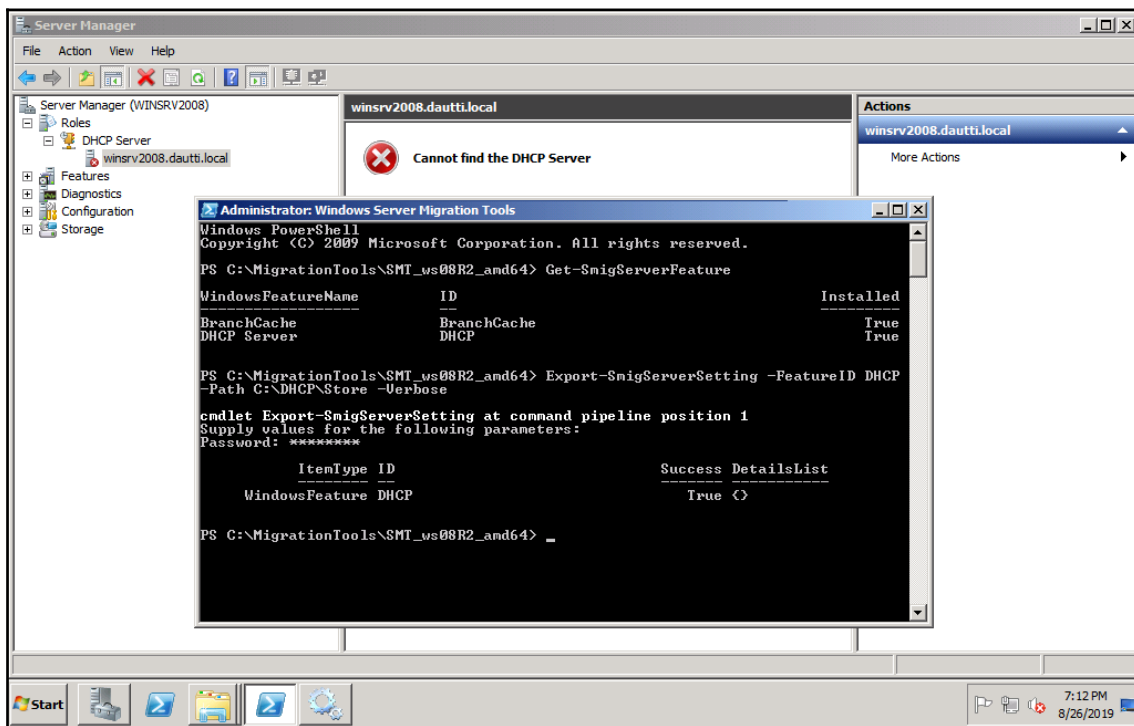 Server Manager
File Action View Help
Server Manager (WINSRV2008)
Roles
DHCP Server
winsrv2008.dautti.local
Features
Diagnostics
Configuration
Storage
winsrv2008.dautti.local
Cannot find the DHCP Server
Actions
winsrv2008.dautti.local
More Actions
Administrator: Windows Server Migration Tools
Windows PowerShell
Copyright (C) 2009 Microsoft Corporation. All rights reserved.
PS C:\MigrationTools\SMT_ws08R2_amd64> Get-SmigServerFeature
WindowsFeatureName ID Installed
------------------ -- ---------
BranchCache BranchCache True
DHCP Server DHCP True
PS C:\MigrationTools\SMT_ws08R2_amd64> Export-SmigServerSetting -FeatureID DHCP
-Path C:\DHCP\Store -Verbose
cmdlet Export-SmigServerSetting at command pipeline position 1
Supply values for the following parameters:
Password: ********
ItemType ID Success DetailsList
-------- -- ------- -----------
WindowsFeature DHCP True {}
PS C:\MigrationTools\SMT_ws08R2_amd64> _
Start
7:12 PM
8/26/2019